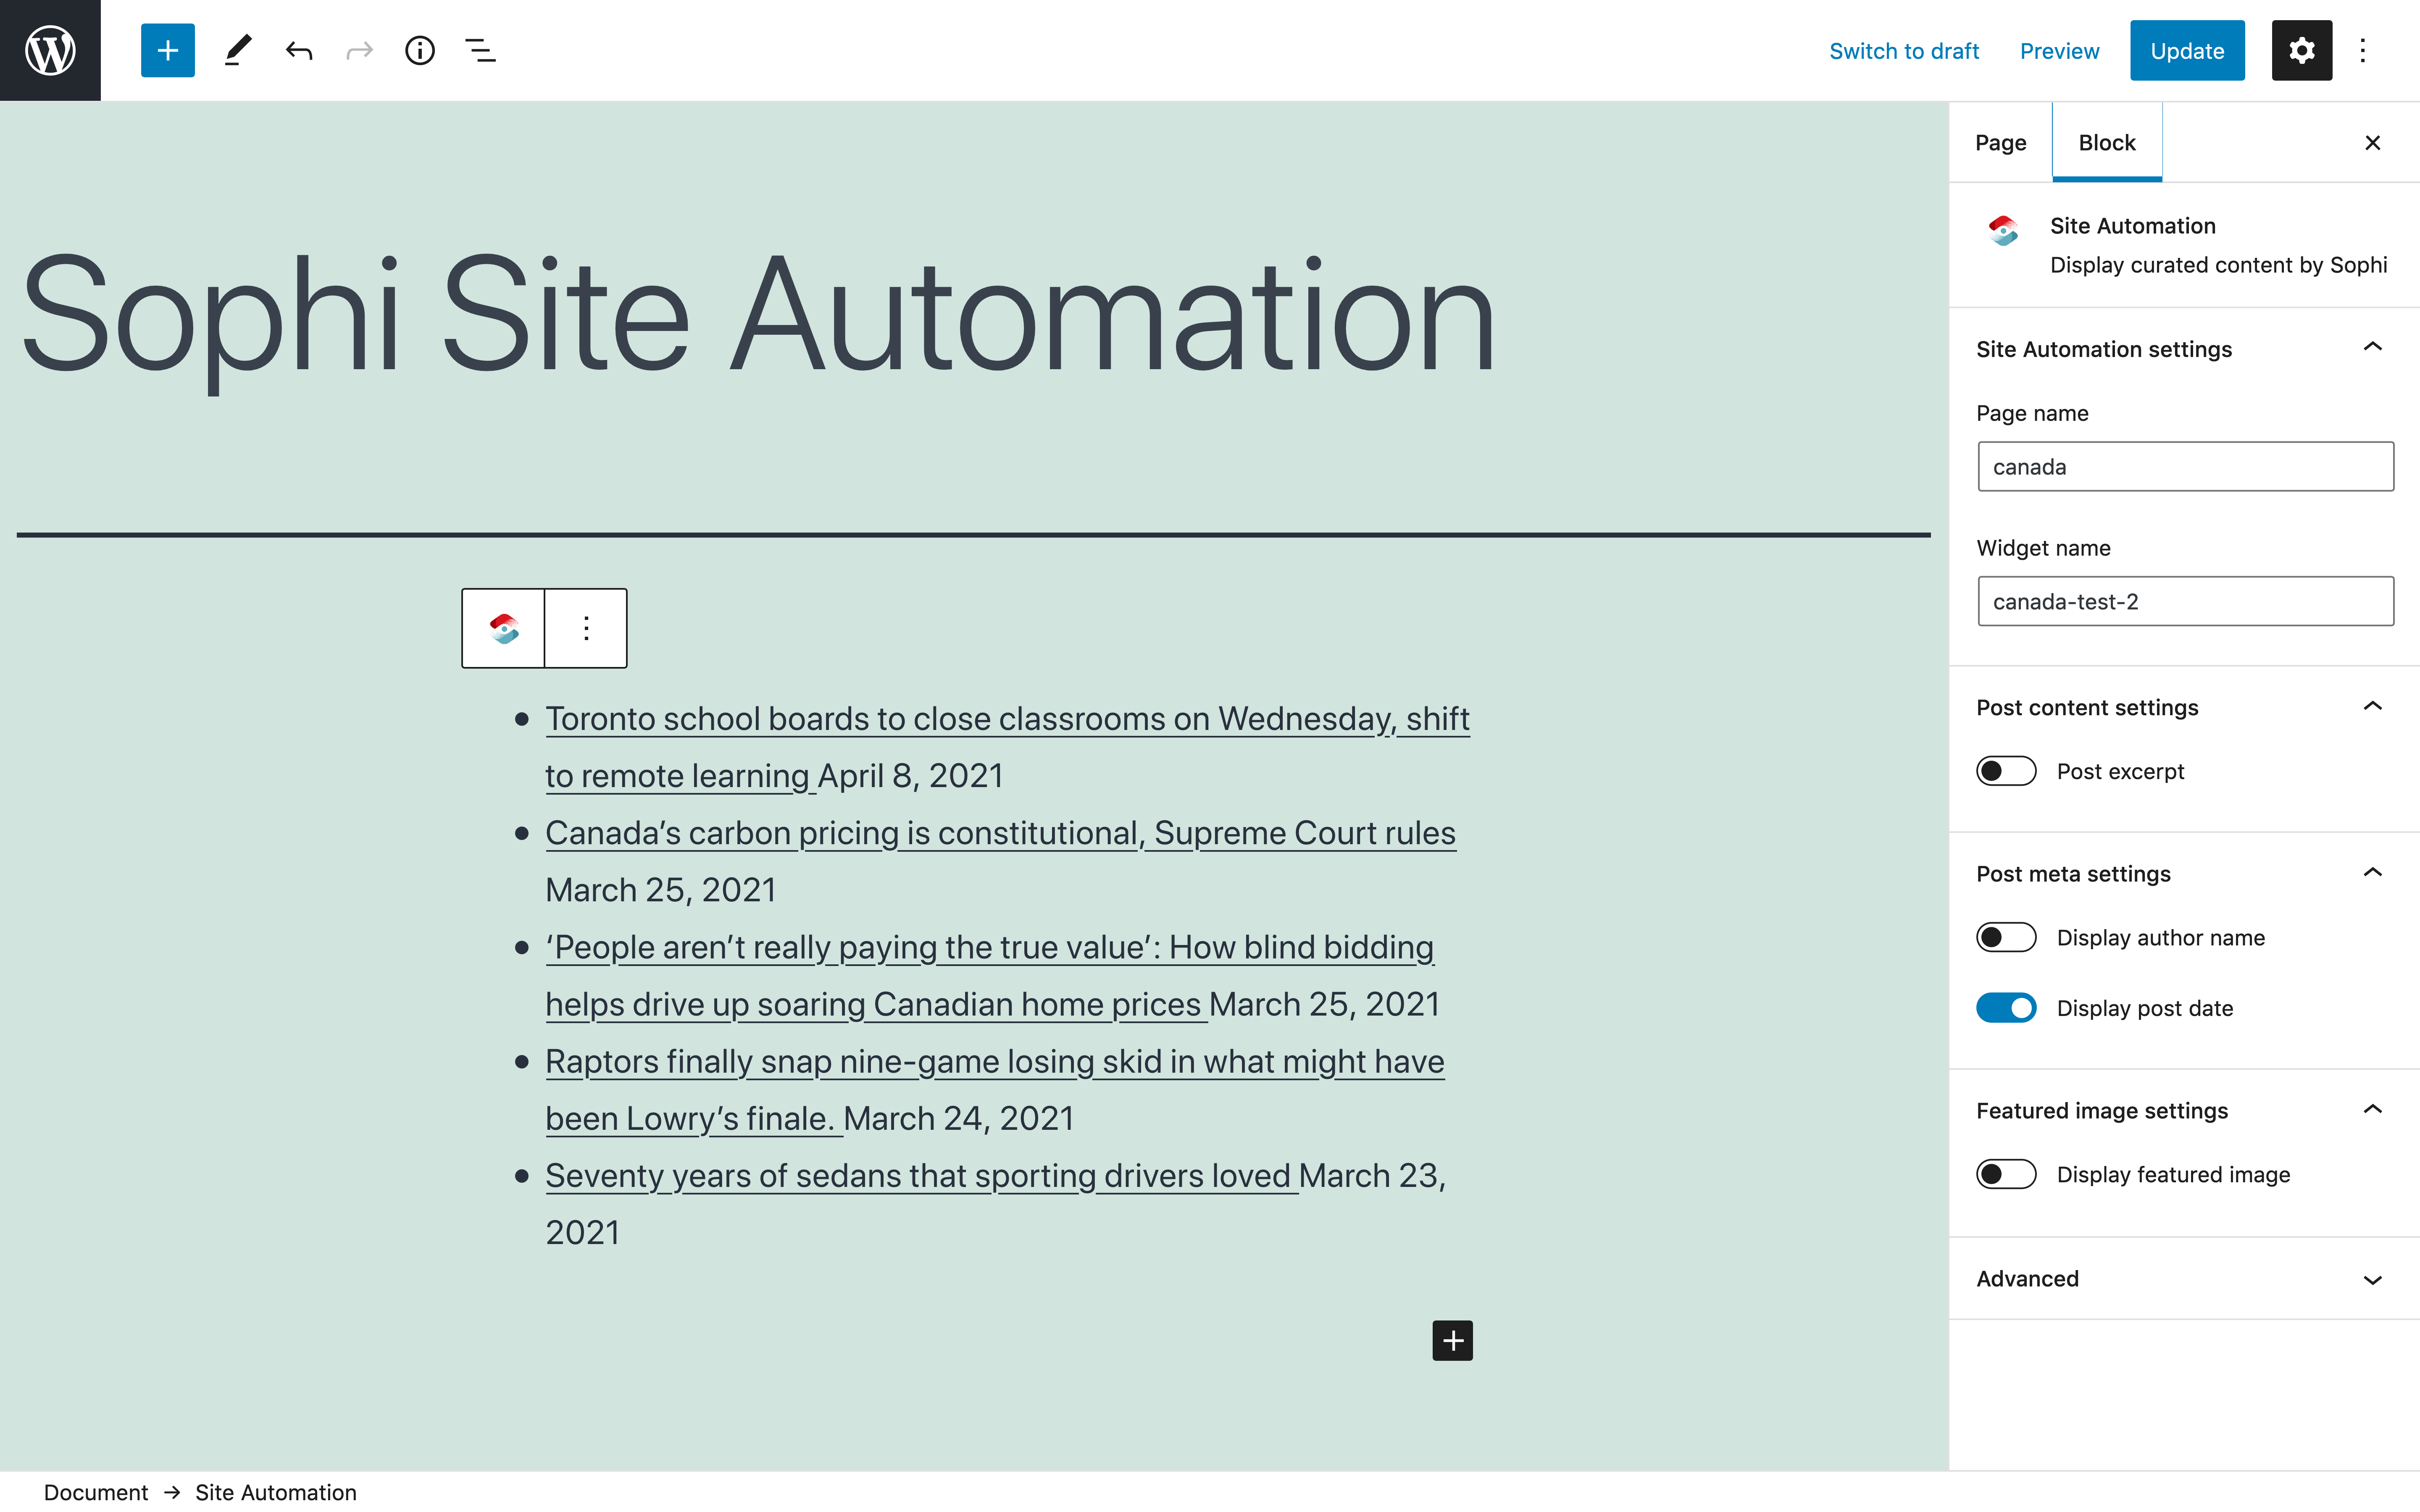 Switch to draft
Preview
Update
Sophi Site Automation
Toronto school boards to close classrooms on Wednesday, shift
to remote learning April 8, 2021
Canada’s carbon pricing is constitutional, Supreme Court rules
March 25, 2021
‘People aren’t really paying the true value’: How blind bidding
helps drive up soaring Canadian home prices March 25, 2021
Raptors finally snap nine-game losing skid in what might have
been Lowry’s finale. March 24, 2021
Seventy years of sedans that sporting drivers loved March 23,
2021
Page
Block
Site Automation
Display curated content by Sophi
Site Automation settings
Page name
canada
Widget name
canada-test-2
Post content settings
Post excerpt
Post meta settings
Display author name
Display post date
Featured image settings
Display featured image
Advanced
Document → Site Automation